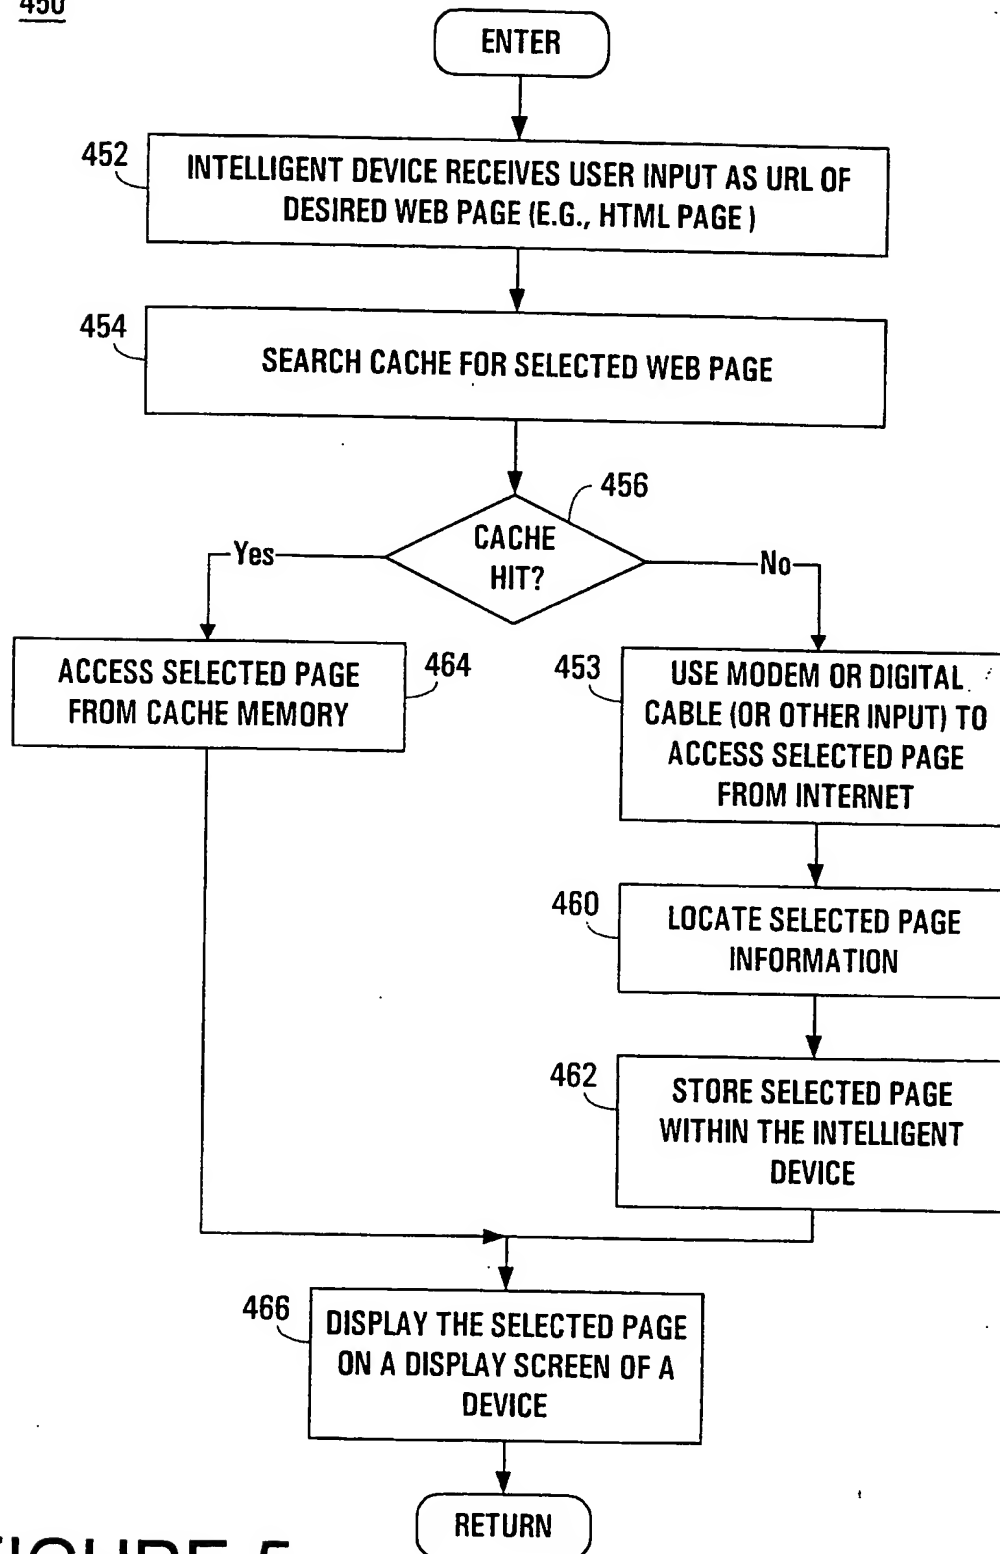 450
ENTER
452
INTELLIGENT DEVICE RECEIVES USER INPUT AS URL OF
DESIRED WEB PAGE (E.G., HTML PAGE )
454
SEARCH CACHE FOR SELECTED WEB PAGE
456
CACHE
HIT?
Yes
No
ACCESS SELECTED PAGE
FROM CACHE MEMORY
464
453
USE MODEM OR DIGITAL
CABLE (OR OTHER INPUT) TO
ACCESS SELECTED PAGE
FROM INTERNET
460
LOCATE SELECTED PAGE
INFORMATION
462
STORE SELECTED PAGE
WITHIN THE INTELLIGENT
DEVICE
466
DISPLAY THE SELECTED PAGE
ON A DISPLAY SCREEN OF A
DEVICE
RETURN
FIGURE 5